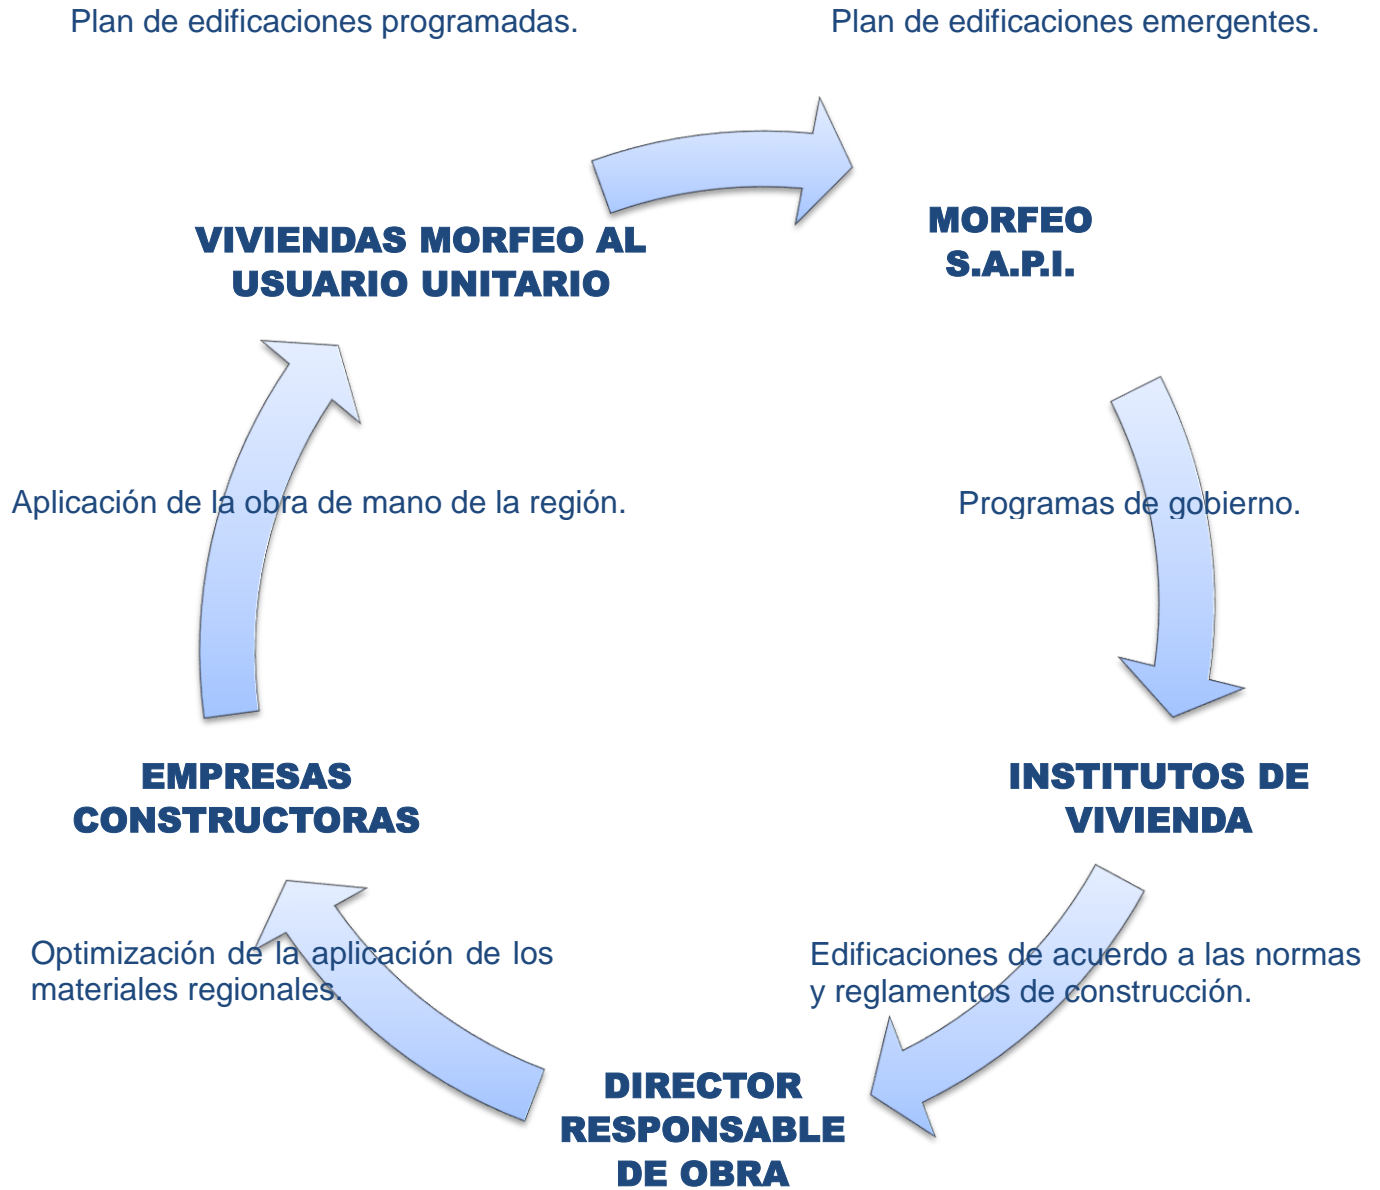 Plan de edificaciones programadas.
Plan de edificaciones emergentes.
MORFEO
S.A.P.I.
VIVIENDAS MORFEO AL
USUARIO UNITARIO
Aplicación de la obra de mano de la región.
Programas de gobierno.
EMPRESAS
CONSTRUCTORAS
INSTITUTOS DE
VIVIENDA
Optimización de la aplicación de los
materiales regionales.
Edificaciones de acuerdo a las normas
y reglamentos de construcción.
DIRECTOR
RESPONSABLE
DE OBRA